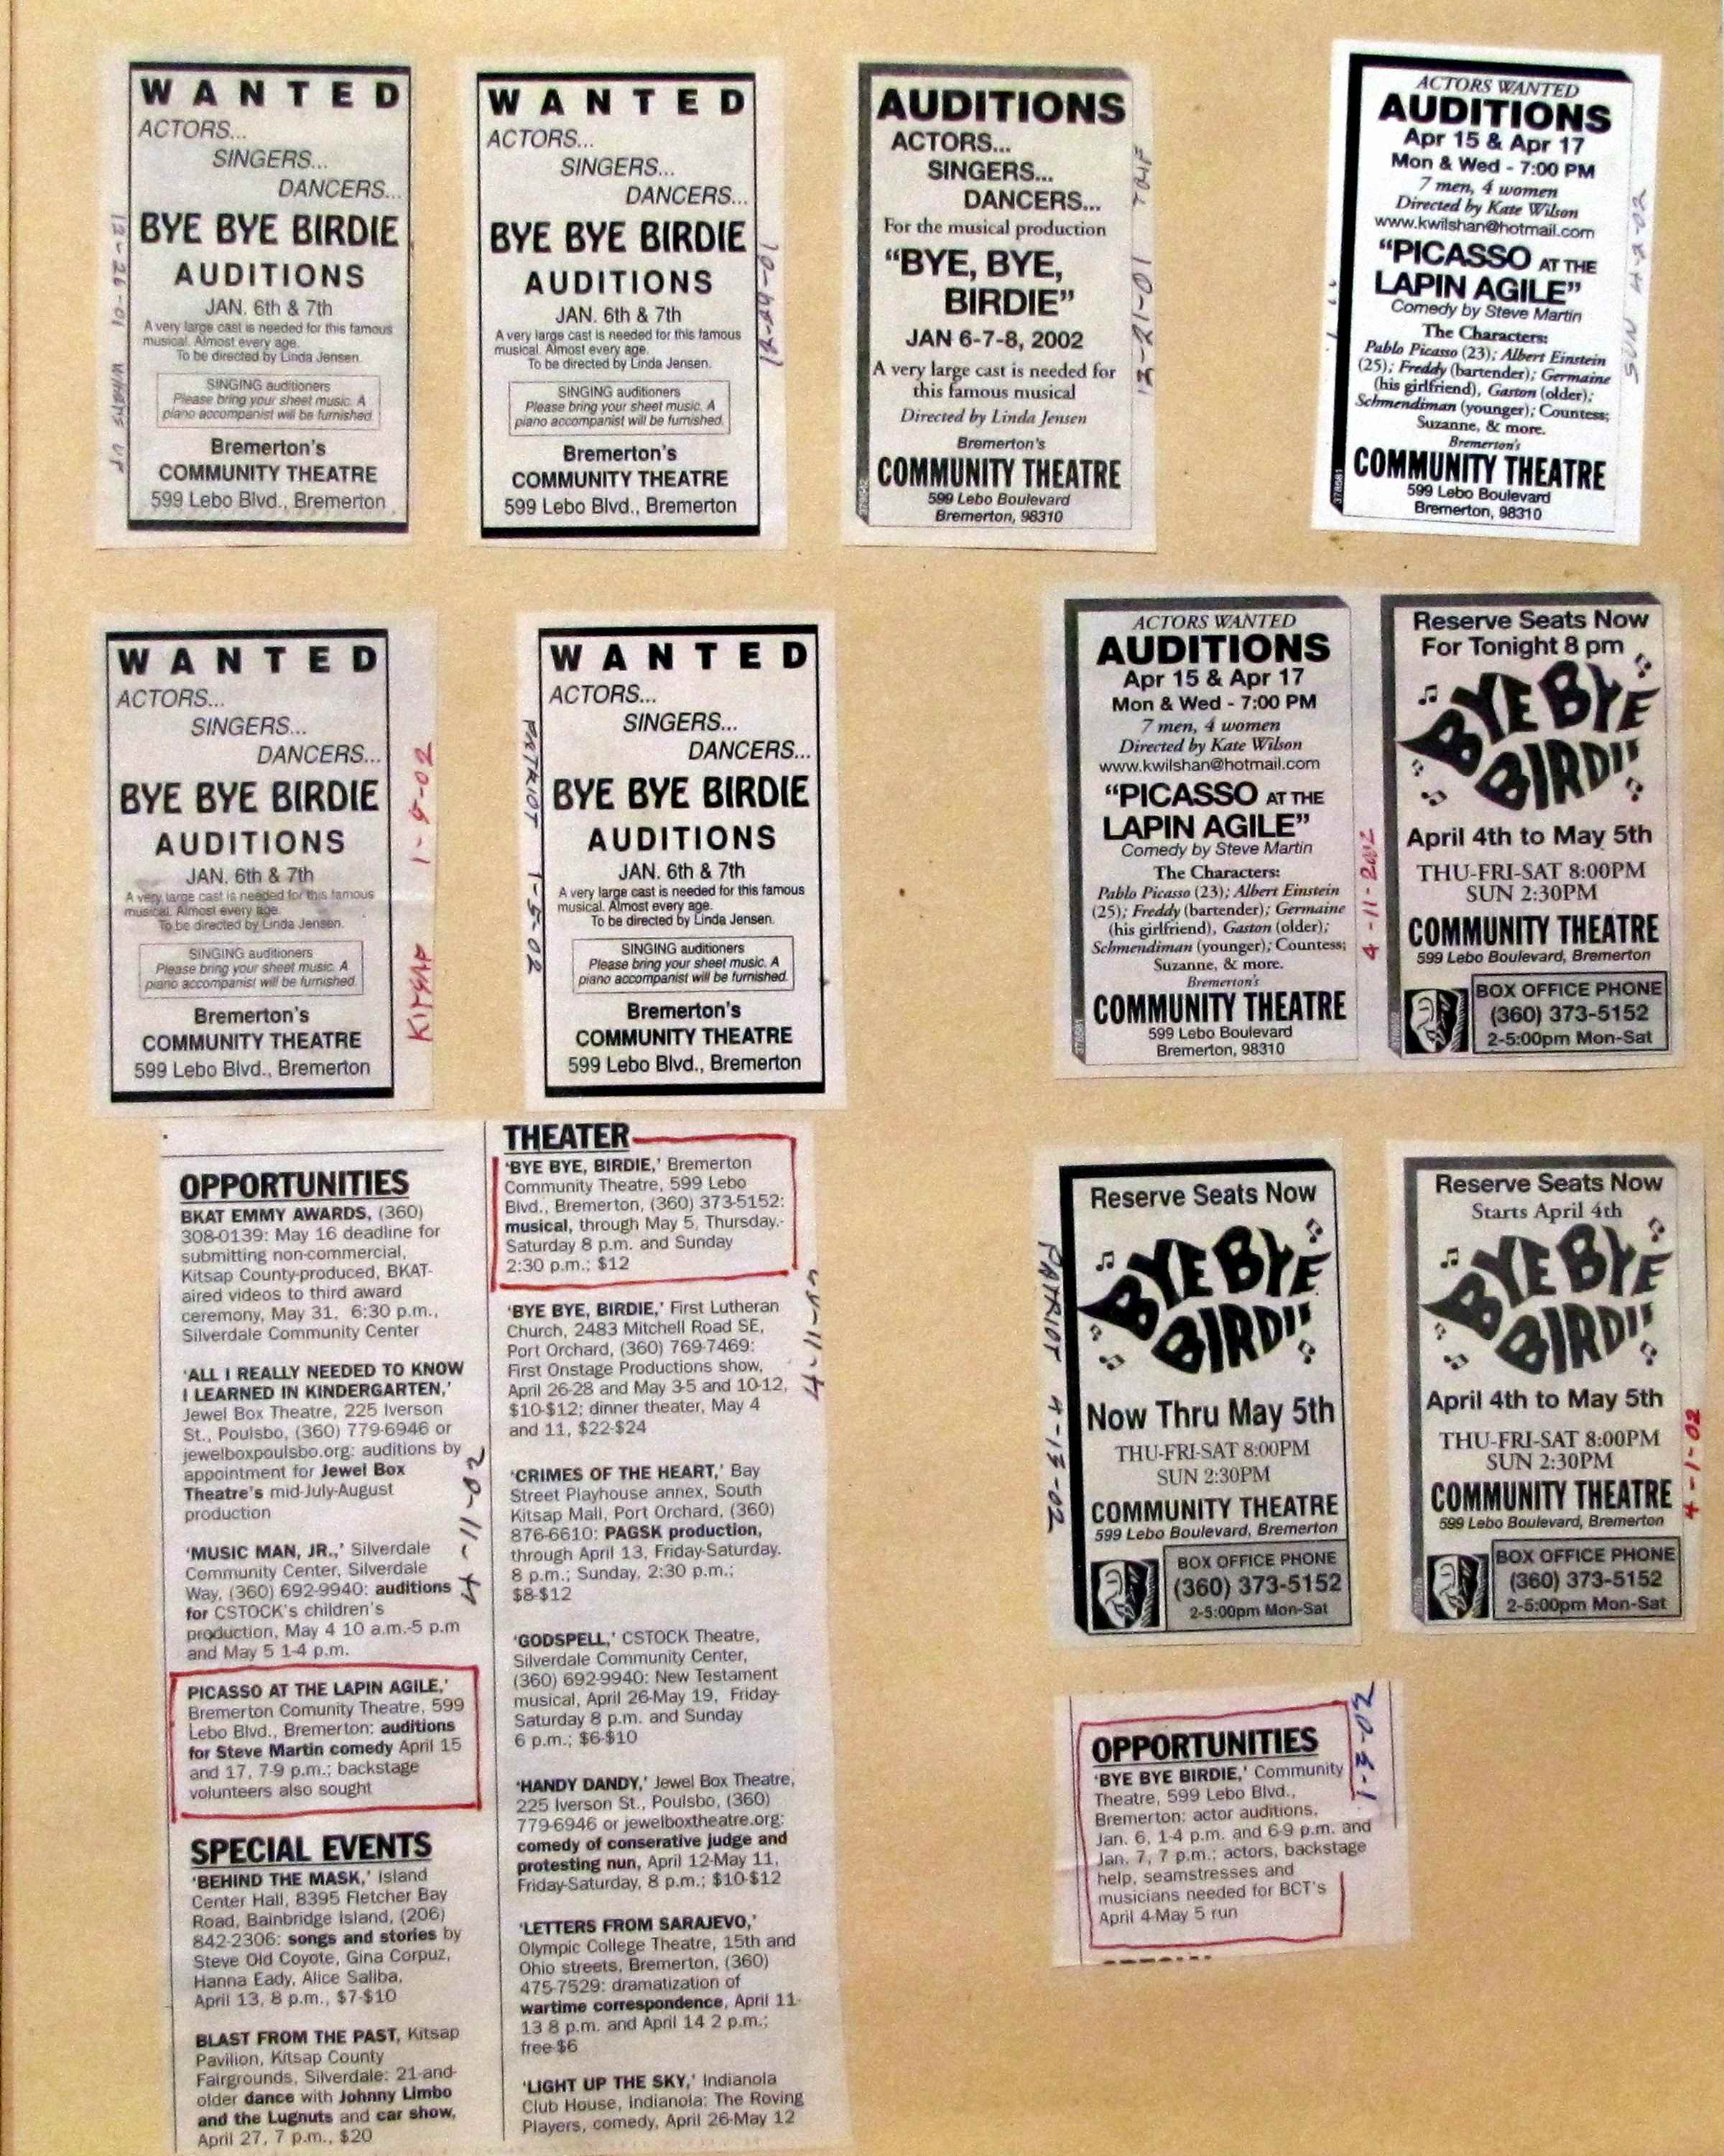 WANTED
ACTORS...
SINGERS...
DANCERS...
BYE BYE BIRDIE
AUDITIONS
JAN. 6th & 7th
A very large cast is needed for this famous
musical. Almost every age.
To be directed by Linda Jensen.
SINGING auditioners
Please bring your sheet music. A
piano accompanist will be furnished.
Bremerton's
COMMUNITY THEATRE
599 Lebo Blvd., Bremerton
12-26-01 WHATS UP
WANTED
ACTORS...
SINGERS...
DANCERS...
BYE BYE BIRDIE
AUDITIONS
JAN. 6th & 7th
A very large cast is needed for this famous
musical. Almost every age.
To be directed by Linda Jensen.
SINGING auditioners
Please bring your sheet music. A
piano accompanist will be furnished.
Bremerton's
COMMUNITY THEATRE
599 Lebo Blvd., Bremerton
AUDITIONS
ACTORS...
SINGERS...
DANCERS...
For the musical production
"BYE, BYE,
BIRDIE"
JAN 6-7-8, 2002
A very large cast is needed for
this famous musical
Directed by Linda Jensen
Bremerton's
COMMUNITY THEATRE
599 Lebo Boulevard
Bremerton, 98310
12-21-01
ACTORS WANTED
AUDITIONS
Apr 15 & Apr 17
Mon & Wed - 7:00 PM
7 men, 4 women
Directed by Kate Wilson
www.kwilshan@hotmail.com
"PICASSO AT THE
LAPIN AGILE"
Comedy by Steve Martin
The Characters:
Pablo Picasso (23); Albert Einstein
(25); Freddy (bartender); Germaine
(his girlfriend), Gaston (older);
Schmendiman (younger); Countess;
Suzanne, & more.
Bremerton's
COMMUNITY THEATRE
599 Lebo Boulevard
Bremerton, 98310
378681
SUN
WANTED
ACTORS...
SINGERS...
DANCERS...
BYE BYE BIRDIE
AUDITIONS
JAN. 6th & 7th
A very large cast is needed for this famous
musical. Almost every age.
To be directed by Linda Jensen.
SINGING auditioners
Please bring your sheet music. A
piano accompanist will be furnished.
Bremerton's
COMMUNITY THEATRE
599 Lebo Blvd., Bremerton
KITSAP
WANTED
ACTORS...
SINGERS...
DANCERS...
BYE BYE BIRDIE
AUDITIONS
JAN. 6th & 7th
A very large cast is needed for this famous
musical. Almost every age.
To be directed by Linda Jensen.
SINGING auditioners
Please bring your sheet music. A
piano accompanist will be furnished.
Bremerton's
COMMUNITY THEATRE
599 Lebo Blvd., Bremerton
PATRIOT 1-5-02
ACTORS WANTED
AUDITIONS
Apr 15 & Apr 17
Mon & Wed - 7:00 PM
7 men, 4 women
Directed by Kate Wilson
www.kwilshan@hotmail.com
"PICASSO AT THE
LAPIN AGILE"
Comedy by Steve Martin
The Characters:
Pablo Picasso (23); Albert Einstein
(25); Freddy (bartender); Germaine
(his girlfriend), Gaston (older);
Schmendiman (younger); Countess;
Suzanne, & more.
Bremerton's
COMMUNITY THEATRE
599 Lebo Boulevard
Bremerton, 98310
4-11-2002
Reserve Seats Now
For Tonight 8 pm
BYE BYE
BIRDIE
April 4th to May 5th
THU-FRI-SAT 8:00PM
SUN 2:30PM
COMMUNITY THEATRE
599 Lebo Boulevard, Bremerton
BOX OFFICE PHONE
(360) 373-5152
2-5:00pm Mon-Sat
OPPORTUNITIES
BKAT EMMY AWARDS, (360)
308-0139: May 16 deadline for
submitting non-commercial,
Kitsap County-produced, BKAT-
aired videos to third award
ceremony, May 31, 6:30 p.m.,
Silverdale Community Center
'ALL I REALLY NEEDED TO KNOW
I LEARNED IN KINDERGARTEN,'
Jewel Box Theatre, 225 Iverson
St., Poulsbo, (360) 779-6946 or
jewelboxpoulsbo.org: auditions by
appointment for Jewel Box
Theatre's mid-July-August
production
'MUSIC MAN, JR.,' Silverdale
Community Center, Silverdale
Way, (360) 692-9940: auditions
for CSTOCK's children's
production, May 4 10 a.m.-5 p.m
and May 5 1-4 p.m.
PICASSO AT THE LAPIN AGILE,'
Bremerton Comunity Theatre, 599
Lebo Blvd., Bremerton: auditions
for Steve Martin comedy April 15
and 17, 7-9 p.m.; backstage
volunteers also sought
SPECIAL EVENTS
'BEHIND THE MASK,' Island
Center Hall, 8395 Fletcher Bay
Road, Bainbridge Island, (206)
842-2306: songs and stories by
Steve Old Coyote, Gina Corpuz,
Hanna Eady, Alice Saliba,
April 13, 8 p.m., $7-$10
BLAST FROM THE PAST, Kitsap
Pavilion, Kitsap County
Fairgrounds, Silverdale: 21-and-
older dance with Johnny Limbo
and the Lugnuts and car show,
April 27, 7 p.m., $20
4-11-02
THEATER
'BYE BYE, BIRDIE,' Bremerton
Community Theatre, 599 Lebo
Blvd., Bremerton, (360) 373-5152:
musical, through May 5, Thursday.-
Saturday 8 p.m. and Sunday
2:30 p.m.; $12
'BYE BYE, BIRDIE,' First Lutheran
Church, 2483 Mitchell Road SE,
Port Orchard, (360) 769-7469:
First Onstage Productions show,
April 26-28 and May 3-5 and 10-12,
$10-$12; dinner theater, May 4
and 11, $22-$24
'CRIMES OF THE HEART,' Bay
Street Playhouse annex, South
Kitsap Mall, Port Orchard, (360)
876-6610: PAGSK production,
through April 13, Friday-Saturday.
8 p.m.; Sunday, 2:30 p.m.;
$8-$12
'GODSPELL,' CSTOCK Theatre,
Silverdale Community Center,
(360) 692-9940: New Testament
musical, April 26-May 19, Friday-
Saturday 8 p.m. and Sunday
6 p.m.; $6-$10
'HANDY DANDY,' Jewel Box Theatre,
225 Iverson St., Poulsbo, (360)
779-6946 or jewelboxtheatre.org:
comedy of conserative judge and
protesting nun, April 12-May 11,
Friday-Saturday, 8 p.m.; $10-$12
'LETTERS FROM SARAJEVO,'
Olympic College Theatre, 15th and
Ohio streets, Bremerton, (360)
475-7529: dramatization of
wartime correspondence, April 11-
13 8 p.m. and April 14 2 p.m.;
free-$6
'LIGHT UP THE SKY,' Indianola
Club House, Indianola: The Roving
Players, comedy, April 26-May 12
Reserve Seats Now
BYE BYE
BIRDIE
Now Thru May 5th
THU-FRI-SAT 8:00PM
SUN 2:30PM
COMMUNITY THEATRE
599 Lebo Boulevard, Bremerton
BOX OFFICE PHONE
(360) 373-5152
2-5:00pm Mon-Sat
PATRIOT 4-13-02
Reserve Seats Now
Starts April 4th
BYE BYE
BIRDIE
April 4th to May 5th
THU-FRI-SAT 8:00PM
SUN 2:30PM
COMMUNITY THEATRE
599 Lebo Boulevard, Bremerton
BOX OFFICE PHONE
(360) 373-5152
2-5:00pm Mon-Sat
4-1-02
OPPORTUNITIES
'BYE BYE BIRDIE,' Community
Theatre, 599 Lebo Blvd.,
Bremerton: actor auditions,
Jan. 6, 1-4 p.m. and 6-9 p.m. and
Jan. 7, 7 p.m.; actors, backstage
help, seamstresses and
musicians needed for BCT's
April 4-May 5 run
1-3-02